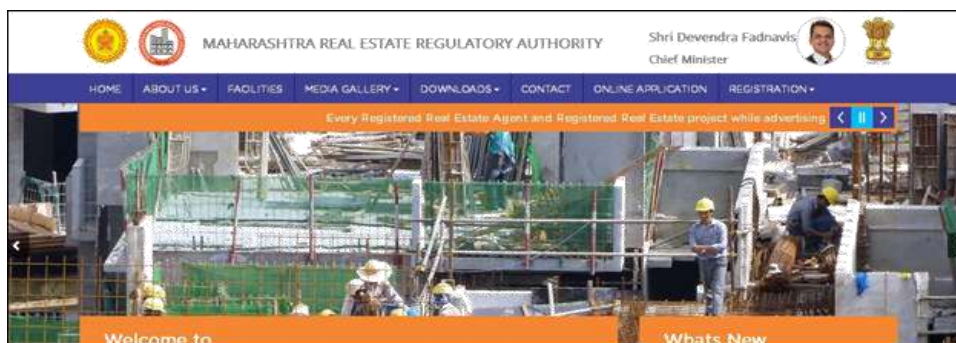 MAHARASHTRA REAL ESTATE REGULATORY AUTHORITY
Shri Devendra Fadnavis
Chief Minister
HOME ABOUT US FACILITIES MEDIA GALLERY DOWNLOADS CONTACT ONLINE APPLICATION REGISTRATION
Every Registered Real Estate Agent and Registered Real Estate project while advertising
Welcome to
Whats New